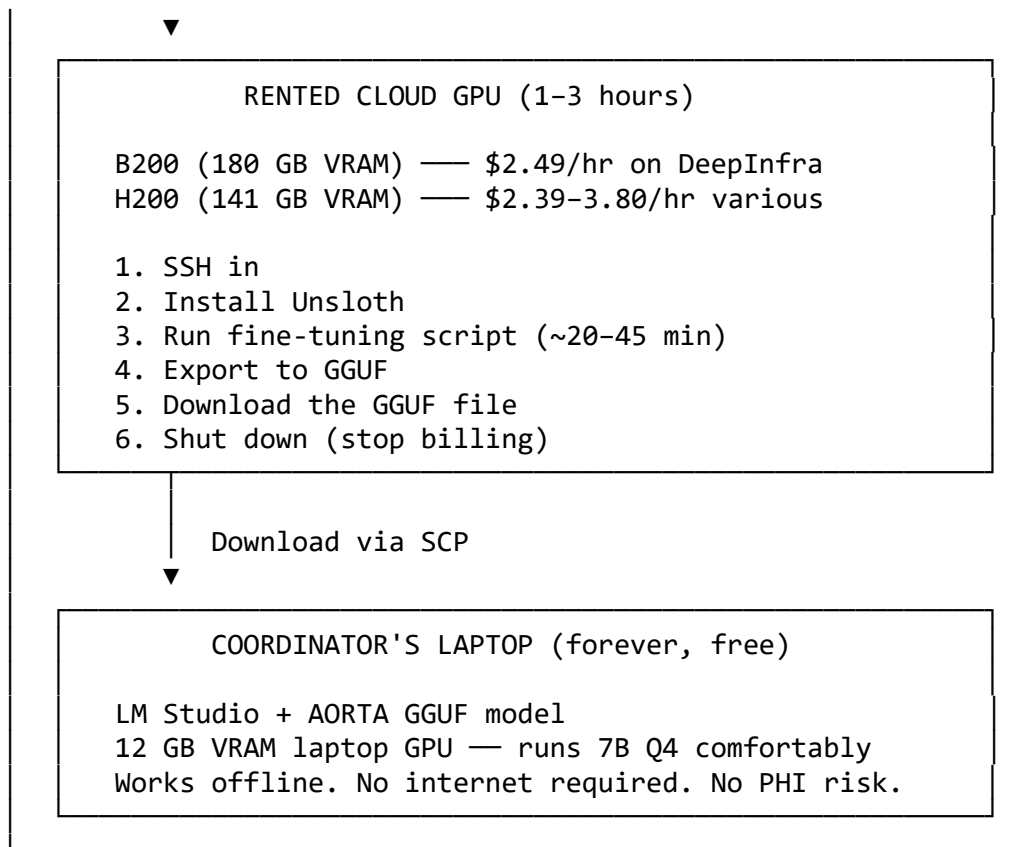 ▼
RENTED CLOUD GPU (1–3 hours)
B200 (180 GB VRAM) ─── $2.49/hr on DeepInfra
H200 (141 GB VRAM) ─── $2.39–3.80/hr various
1. SSH in
2. Install Unsloth
3. Run fine-tuning script (~20–45 min)
4. Export to GGUF
5. Download the GGUF file
6. Shut down (stop billing)
Download via SCP
▼
COORDINATOR'S LAPTOP (forever, free)
LM Studio + AORTA GGUF model
12 GB VRAM laptop GPU ── runs 7B Q4 comfortably
Works offline. No internet required. No PHI risk.